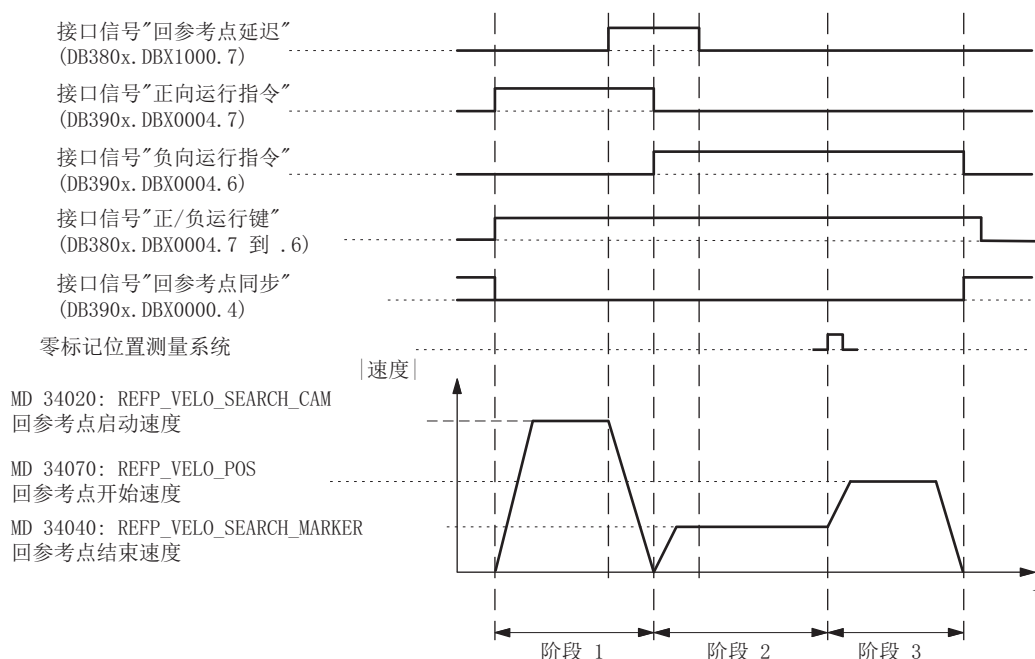 接口信号"回参考点延迟"
(DB380x.DBX1000.7)
接口信号"正向运行指令"
(DB390x.DBX0004.7)
接口信号"负向运行指令"
(DB390x.DBX0004.6)
接口信号"正/负运行键"
(DB380x.DBX0004.7 到 .6)
接口信号"回参考点同步"
(DB390x.DBX0000.4)
零标记位置测量系统
|速度|
MD 34020: REFP_VELO_SEARCH_CAM
回参考点启动速度
MD 34070: REFP_VELO_POS
回参考点开始速度
MD 34040: REFP_VELO_SEARCH_MARKER
回参考点结束速度
阶段 1
阶段 2
阶段 3